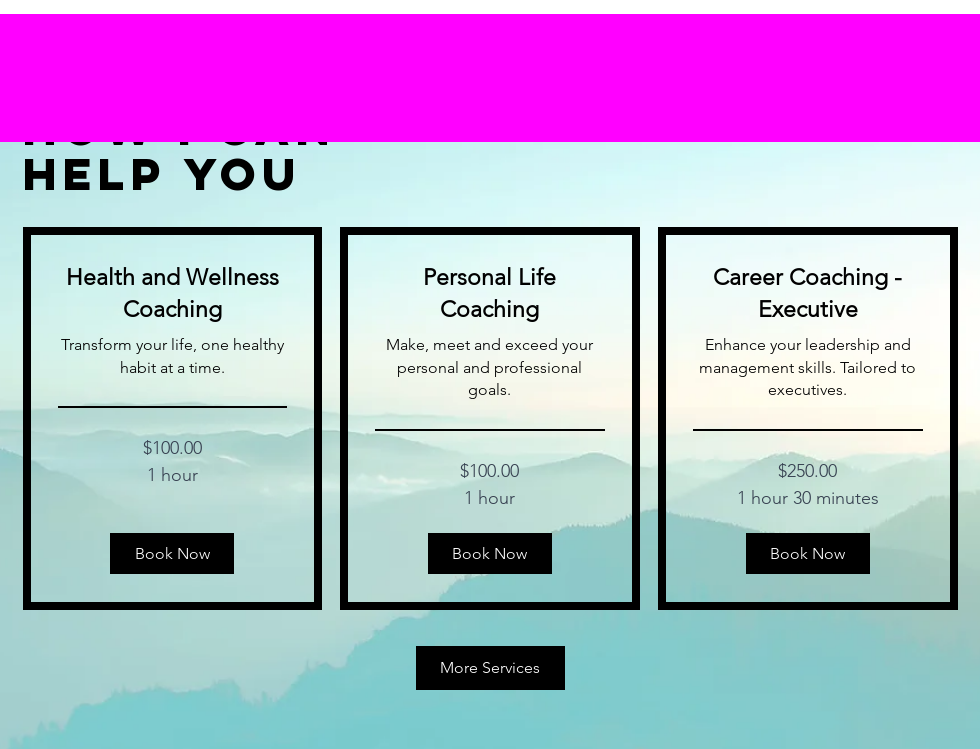 HELP YOU
Health and Wellness
Coaching
Transform your life, one healthy
habit at a time.
$100.00
1 hour
Book Now
Personal Life
Coaching
Make, meet and exceed your
personal and professional
goals.
$100.00
1 hour
Book Now
Career Coaching -
Executive
Enhance your leadership and
management skills. Tailored to
executives.
$250.00
1 hour 30 minutes
Book Now
More Services